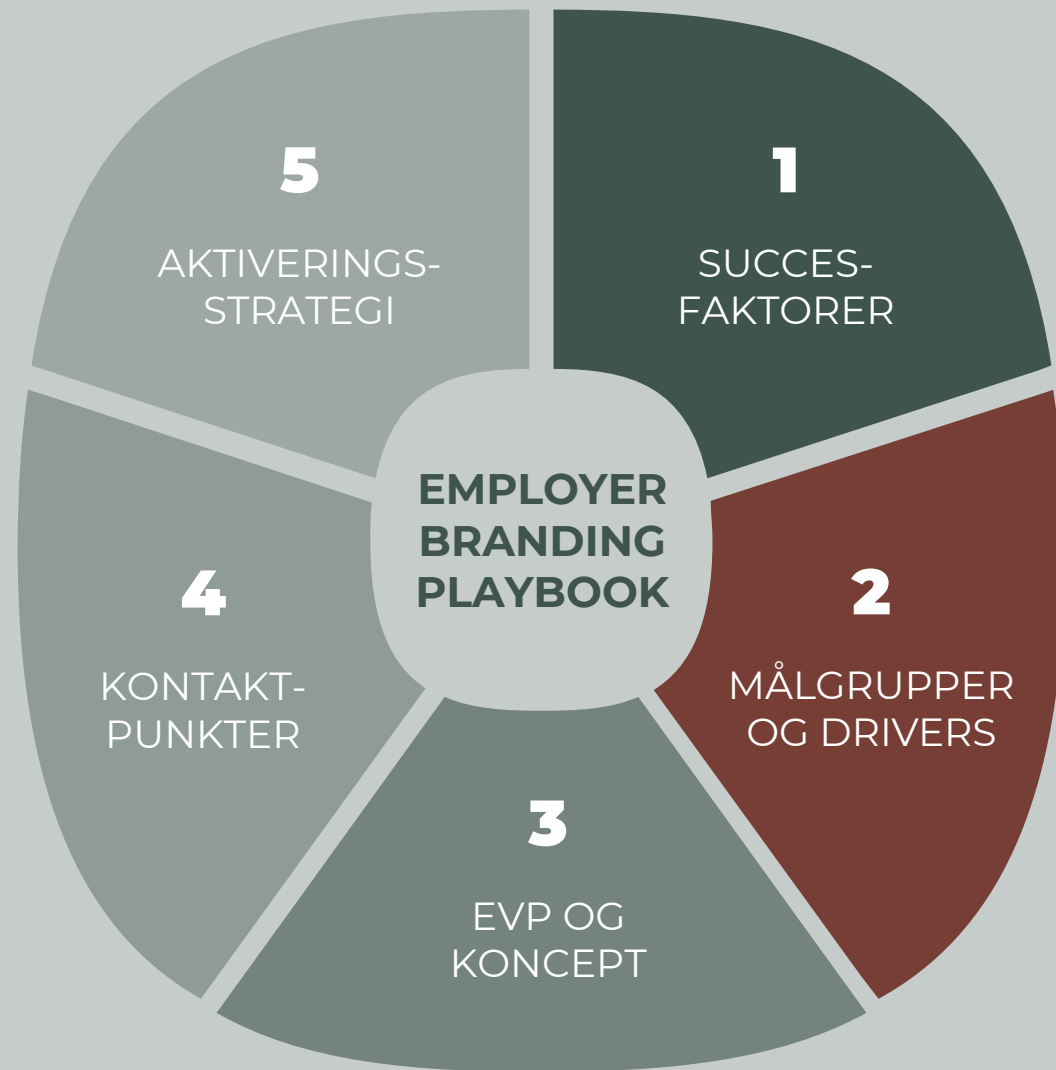 1
SUCCES-
FAKTORER
2
MÅLGRUPPER
OG DRIVERS
3
EVP OG
KONCEPT
4
KONTAKT-
PUNKTER
5
AKTIVERINGS-
STRATEGI
EMPLOYER
BRANDING
PLAYBOOK